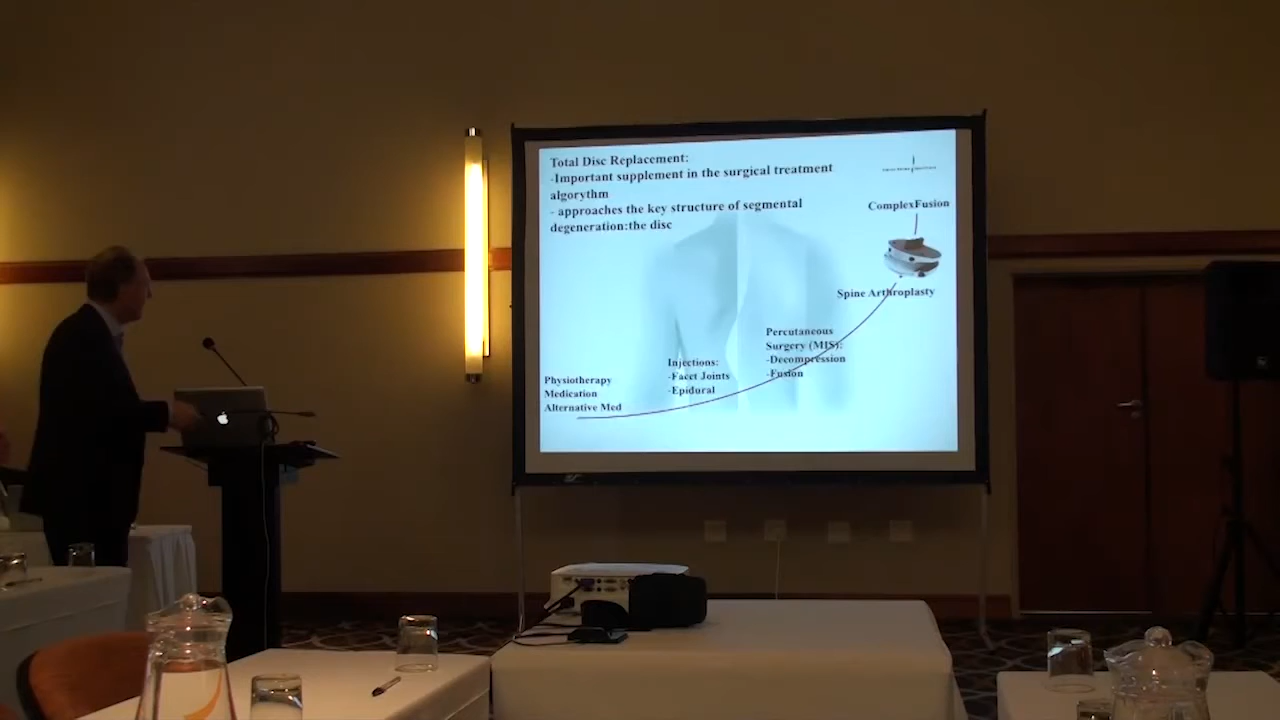 Total Disc Replacement:
-Important supplement in the surgical treatment
algorythm
- approaches the key structure of segmental
degeneration:the disc
ComplexFusion
Spine Arthroplasty
Percutaneous
Surgery (MIS):
-Decompression
-Fusion
Injections:
-Facet Joints
-Epidural
Physiotherapy
Medication
Alternative Med